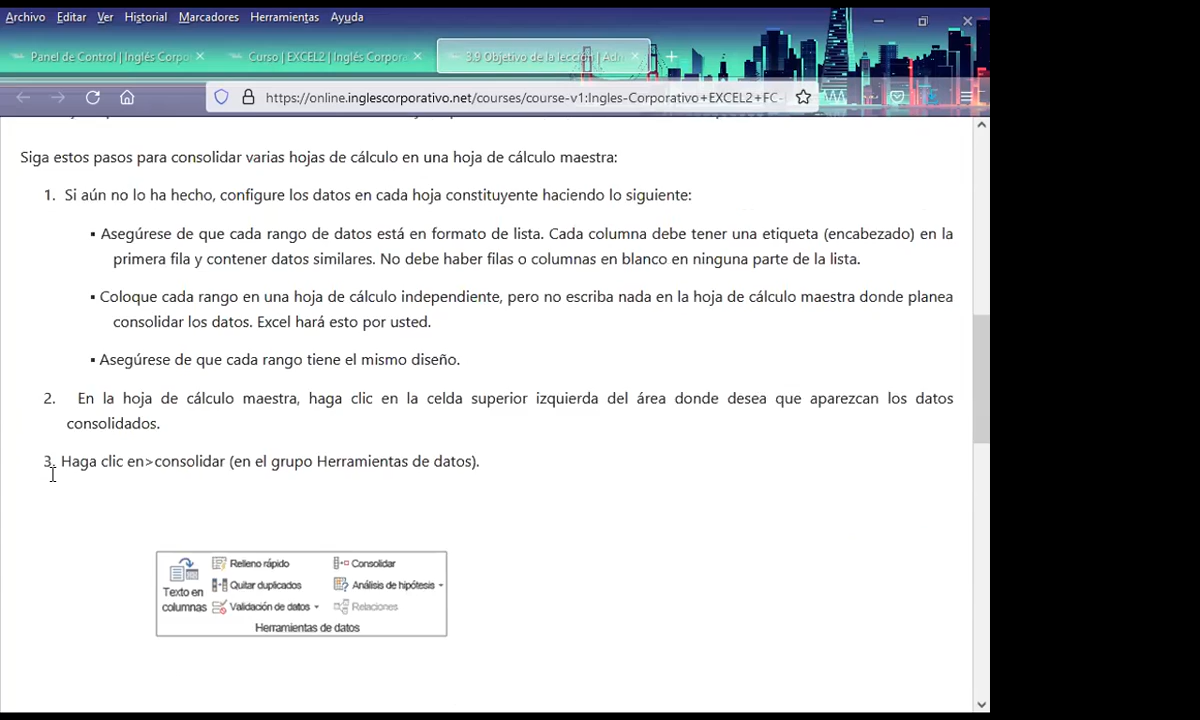 Archivo Editar Ver Historial Marcadores Herramientas Ayuda
Panel de Control | Inglés Corpo
Curso | EXCEL2 | Inglés Corpora
3.9 Objetivo de la lección | Adm
https://online.inglescorporativo.net/courses/course-v1:Ingles-Corporativo+EXCEL2+FC-
Siga estos pasos para consolidar varias hojas de cálculo en una hoja de cálculo maestra:
1. Si aún no lo ha hecho, configure los datos en cada hoja constituyente haciendo lo siguiente:
▪ Asegúrese de que cada rango de datos está en formato de lista. Cada columna debe tener una etiqueta (encabezado) en la
primera fila y contener datos similares. No debe haber filas o columnas en blanco en ninguna parte de la lista.
▪ Coloque cada rango en una hoja de cálculo independiente, pero no escriba nada en la hoja de cálculo maestra donde planea
consolidar los datos. Excel hará esto por usted.
▪ Asegúrese de que cada rango tiene el mismo diseño.
2. En la hoja de cálculo maestra, haga clic en la celda superior izquierda del área donde desea que aparezcan los datos
consolidados.
3. Haga clic en>consolidar (en el grupo Herramientas de datos).
Texto en
columnas
Relleno rápido
Quitar duplicados
Validación de datos
Consolidar
Análisis de hipótesis
Relaciones
Herramientas de datos